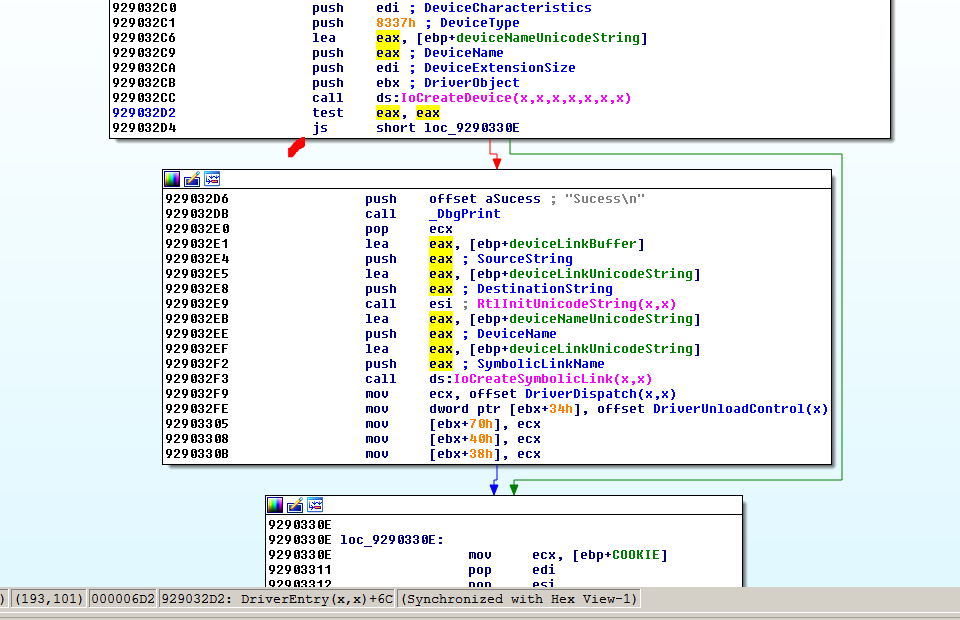 929032C0 push edi ; DeviceCharacteristics
929032C1 push 8337h ; DeviceType
929032C6 lea eax, [ebp+deviceNameUnicodeString]
929032C9 push eax ; DeviceName
929032CA push edi ; DeviceExtensionSize
929032CB push ebx ; DriverObject
929032CC call ds:IoCreateDevice(x,x,x,x,x,x,x)
929032D2 test eax, eax
929032D4 js short loc_9290330E
929032D6 push offset aSucess ; "Sucess\n"
929032DB call _DbgPrint
929032E0 pop ecx
929032E1 lea eax, [ebp+deviceLinkBuffer]
929032E4 push eax ; SourceString
929032E5 lea eax, [ebp+deviceLinkUnicodeString]
929032E8 push eax ; DestinationString
929032E9 call esi ; RtlInitUnicodeString(x,x)
929032EB lea eax, [ebp+deviceNameUnicodeString]
929032EE push eax ; DeviceName
929032EF lea eax, [ebp+deviceLinkUnicodeString]
929032F2 push eax ; SymbolicLinkName
929032F3 call ds:IoCreateSymbolicLink(x,x)
929032F9 mov ecx, offset DriverDispatch(x,x)
929032FE mov dword ptr [ebx+34h], offset DriverUnloadControl(x)
92903305 mov [ebx+70h], ecx
92903308 mov [ebx+40h], ecx
9290330B mov [ebx+38h], ecx
9290330E
9290330E loc_9290330E:
9290330E mov ecx, [ebp+COOKIE]
92903311 pop edi
92903312 pop esi
) (193,101) 000006D2 929032D2: DriverEntry(x,x)+6C (Synchronized with Hex View-1)